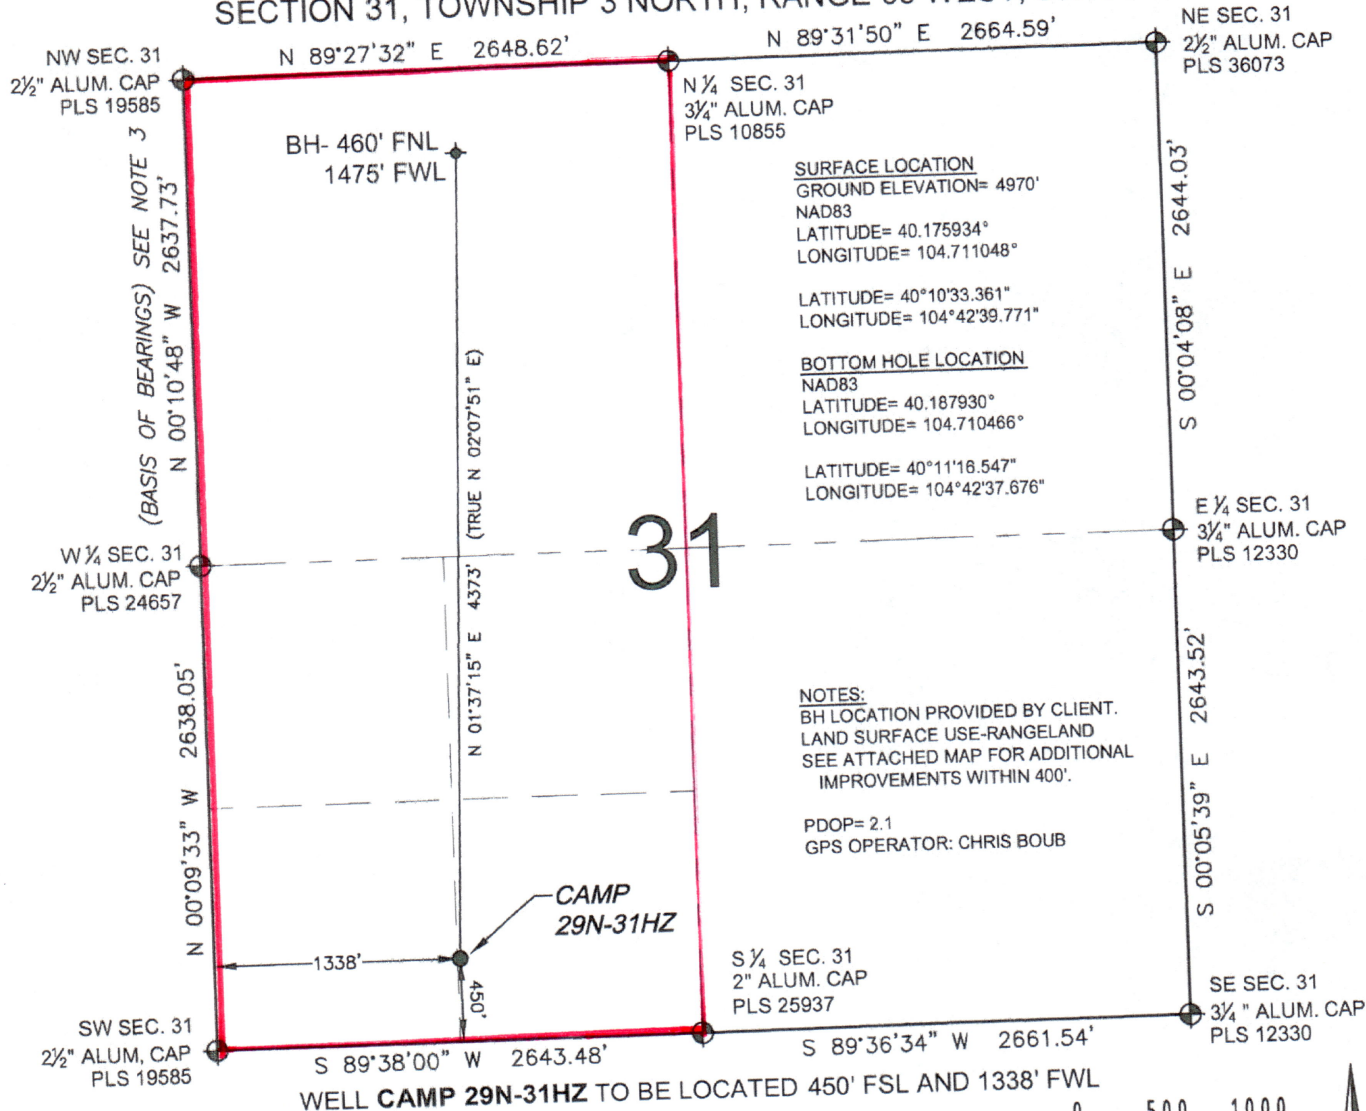 SECTION 31, TOWNSHIP 3 NORTH, RANGE
NW SEC. 31
2½" ALUM. CAP
PLS 19585
N 89°27'32" E 2648.62'
N 89°31'50" E 2664.59'
NE SEC. 31
2½" ALUM. CAP
PLS 36073
N ¼ SEC. 31
3¼" ALUM. CAP
PLS 10855
BH- 460' FNL
1475' FWL
(BASIS OF BEARINGS) SEE NOTE 3
N 00°10'48" W 2637.73'
SURFACE LOCATION
GROUND ELEVATION= 4970'
NAD83
LATITUDE= 40.175934°
LONGITUDE= 104.711048°
LATITUDE= 40°10'33.361"
LONGITUDE= 104°42'39.771"
BOTTOM HOLE LOCATION
NAD83
LATITUDE= 40.187930°
LONGITUDE= 104.710466°
LATITUDE= 40°11'16.547"
LONGITUDE= 104°42'37.676"
S 00°04'08" E 2644.03'
N 01°37'15" E 4373' (TRUE N 02°07'51" E)
31
W ¼ SEC. 31
2½" ALUM. CAP
PLS 24657
E ¼ SEC. 31
3¼" ALUM. CAP
PLS 12330
N 00°09'33" W 2638.05'
NOTES:
BH LOCATION PROVIDED BY CLIENT.
LAND SURFACE USE-RANGELAND
SEE ATTACHED MAP FOR ADDITIONAL
IMPROVEMENTS WITHIN 400'.
PDOP= 2.1
GPS OPERATOR: CHRIS BOUB
S 00°05'39" E 2643.52'
CAMP
29N-31HZ
1338'
450'
S ¼ SEC. 31
2" ALUM. CAP
PLS 25937
SW SEC. 31
2½" ALUM, CAP
PLS 19585
SE SEC. 31
3¼ " ALUM. CAP
PLS 12330
S 89°38'00" W 2643.48'
S 89°36'34" W 2661.54'
WELL CAMP 29N-31HZ TO BE LOCATED 450' FSL AND 1338' FWL
0 500 1000